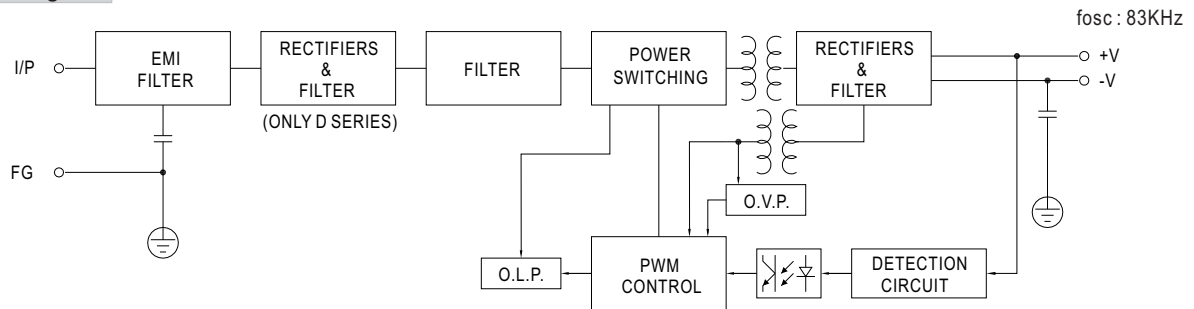 fosc : 83KHz
I/P
EMI
FILTER
RECTIFIERS
&
FILTER
(ONLY D SERIES)
FILTER
POWER
SWITCHING
RECTIFIERS
&
FILTER
+V
-V
FG
O.V.P.
O.L.P.
PWM
CONTROL
DETECTION
CIRCUIT